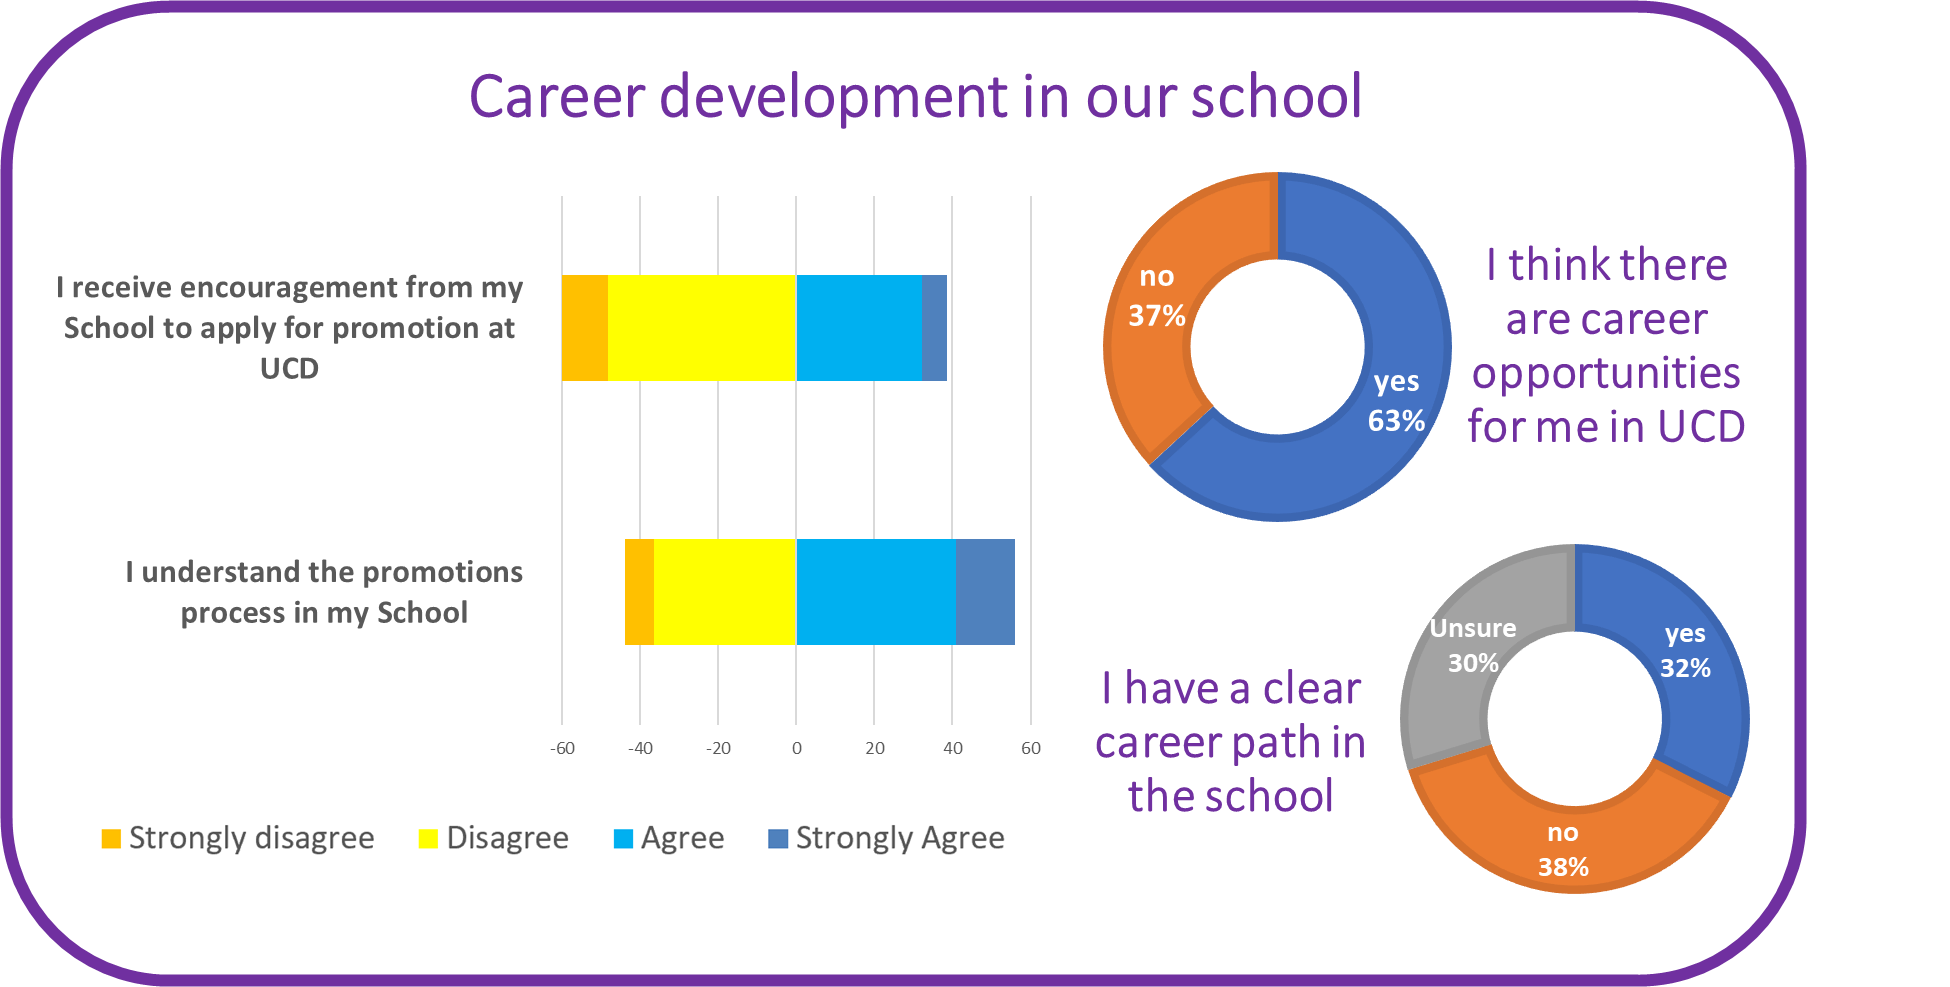 Career development in our school
I receive encouragement from my
School to apply for promotion at
UCD
I understand the promotions
process in my School
-60 -40 -20 0 20 40 60
Strongly disagree Disagree Agree Strongly Agree
no
37%
yes
63%
I think there
are career
opportunities
for me in UCD
I have a clear
career path in
the school
Unsure
30%
yes
32%
no
38%